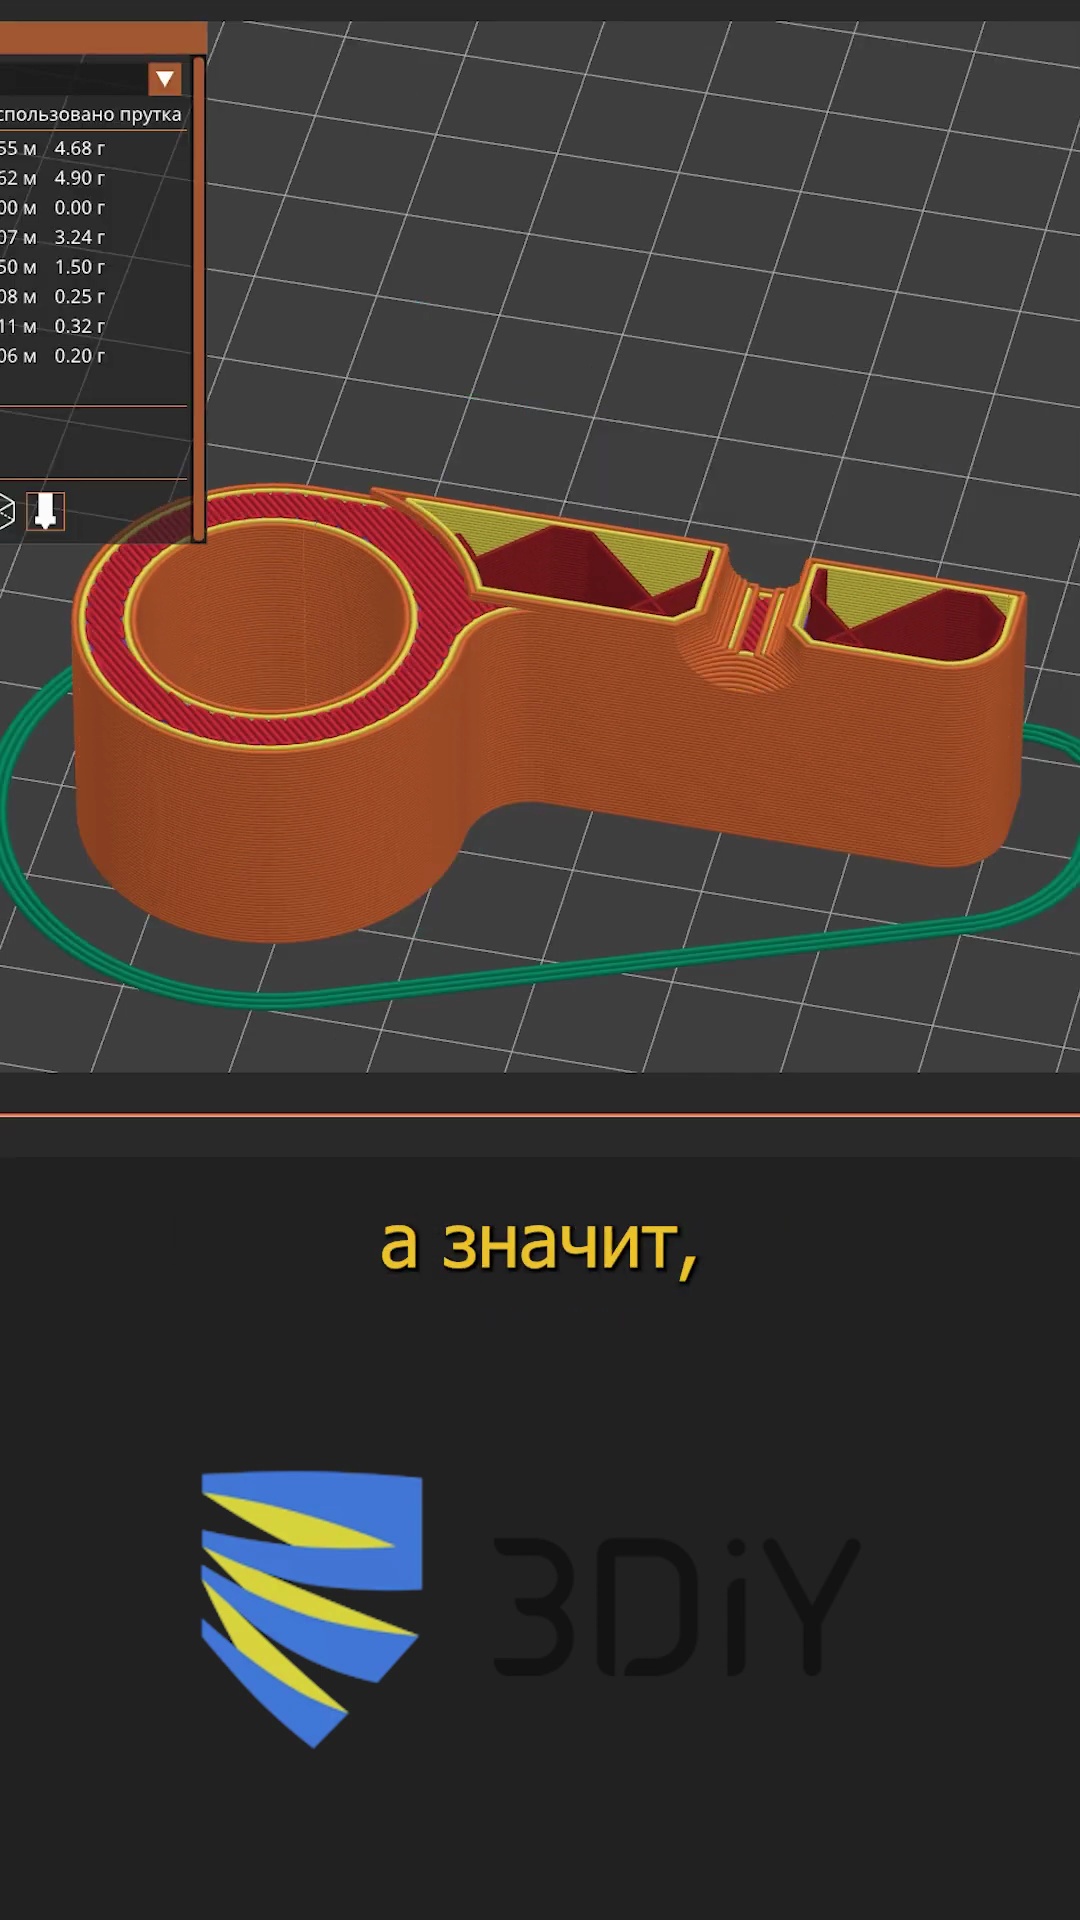 спользовано прутка
55 м 4.68 г
62 м 4.90 г
00 м 0.00 г
07 м 3.24 г
50 м 1.50 г
08 м 0.25 г
11 м 0.32 г
06 м 0.20 г
а значит,
3DiY